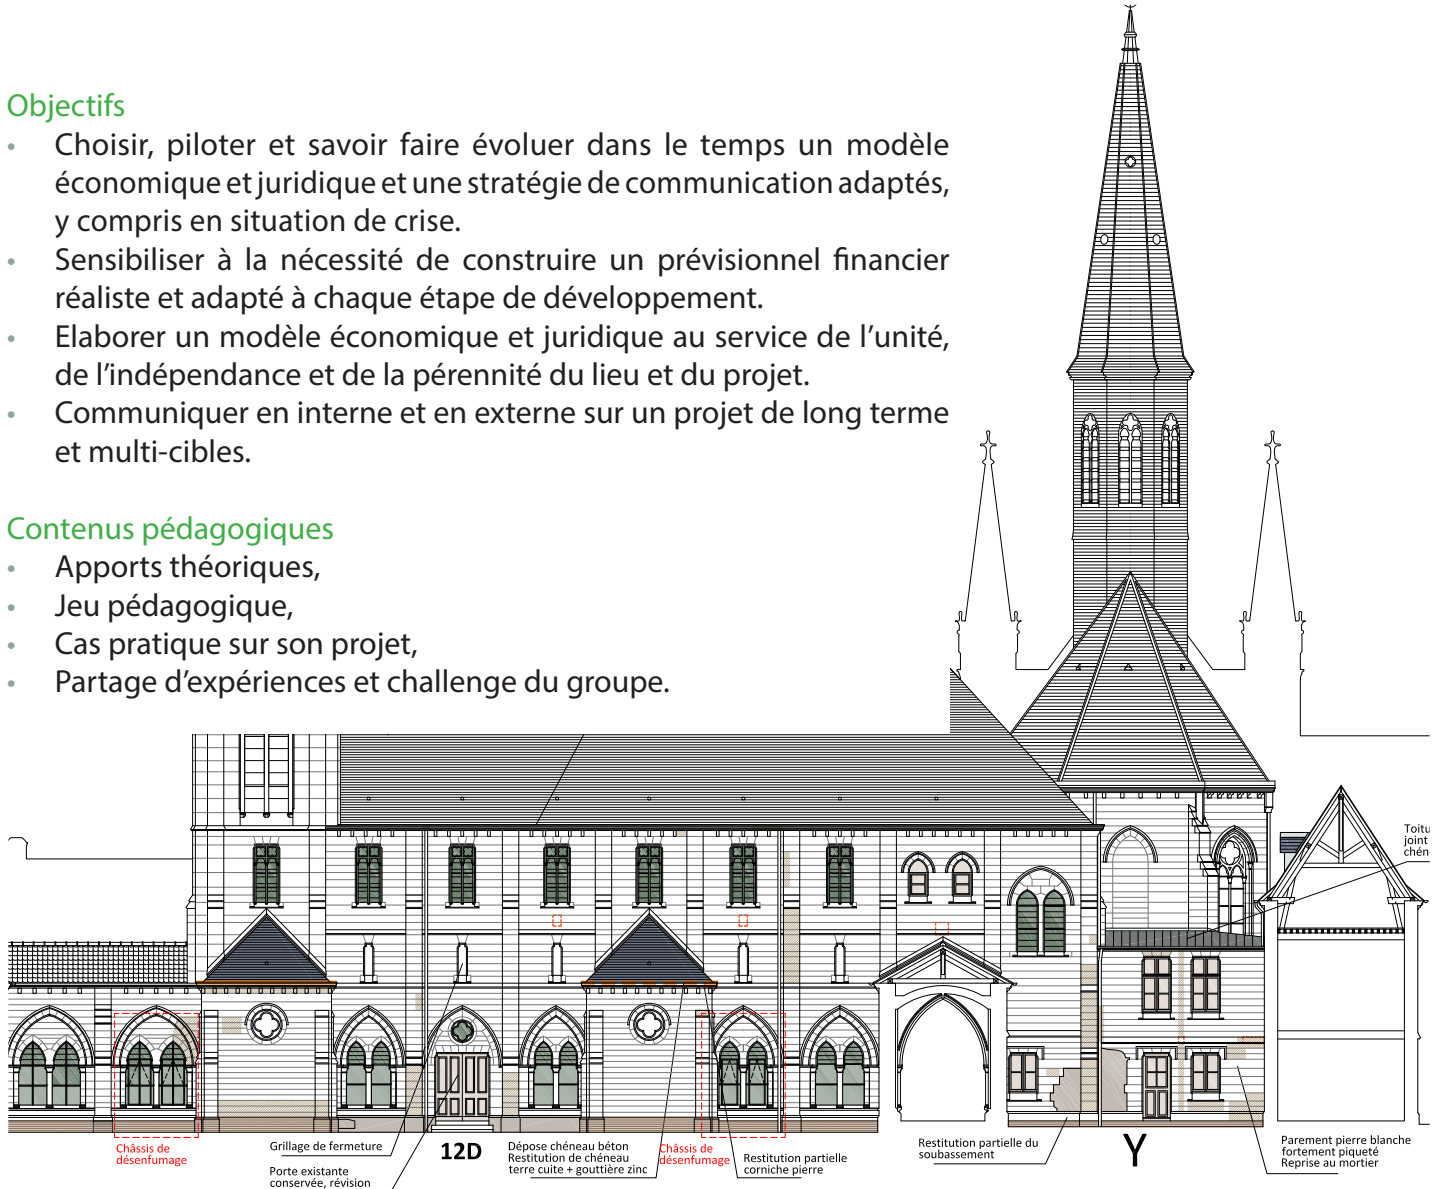 Objectifs
• Choisir, piloter et savoir faire évoluer dans le temps un modèle
économique et juridique et une stratégie de communication adaptés,
y compris en situation de crise.
• Sensibiliser à la nécessité de construire un prévisionnel financier
réaliste et adapté à chaque étape de développement.
• Elaborer un modèle économique et juridique au service de l’unité,
de l’indépendance et de la pérennité du lieu et du projet.
• Communiquer en interne et en externe sur un projet de long terme
et multi-cibles.
Contenus pédagogiques
• Apports théoriques,
• Jeu pédagogique,
• Cas pratique sur son projet,
• Partage d’expériences et challenge du groupe.
Toitu
joint
chén
Châssis de
désenfumage
Grillage de fermeture
Porte existante
conservée, révision
12D
Dépose chéneau béton
Restitution de chéneau
terre cuite + gouttière zinc
Châssis de
désenfumage
Restitution partielle
corniche pierre
Restitution partielle du
soubassement
Y
Parement pierre blanche
fortement piqueté
Reprise au mortier